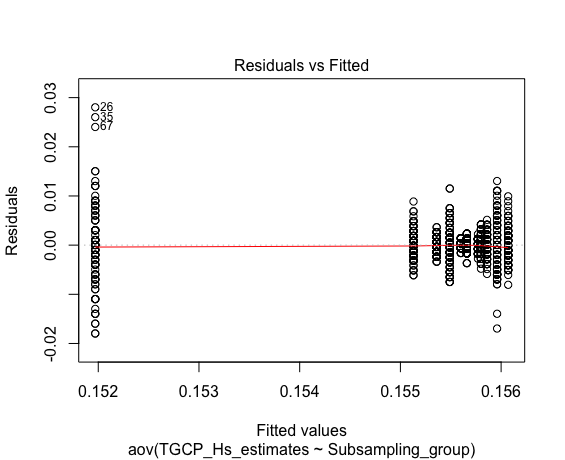 Residuals vs Fitted
Residuals
0.03
0.02
0.01
0.00
-0.02
26
35
67
0.152 0.153 0.154 0.155 0.156
Fitted values
aov(TGCP_Hs_estimates ~ Subsampling_group)